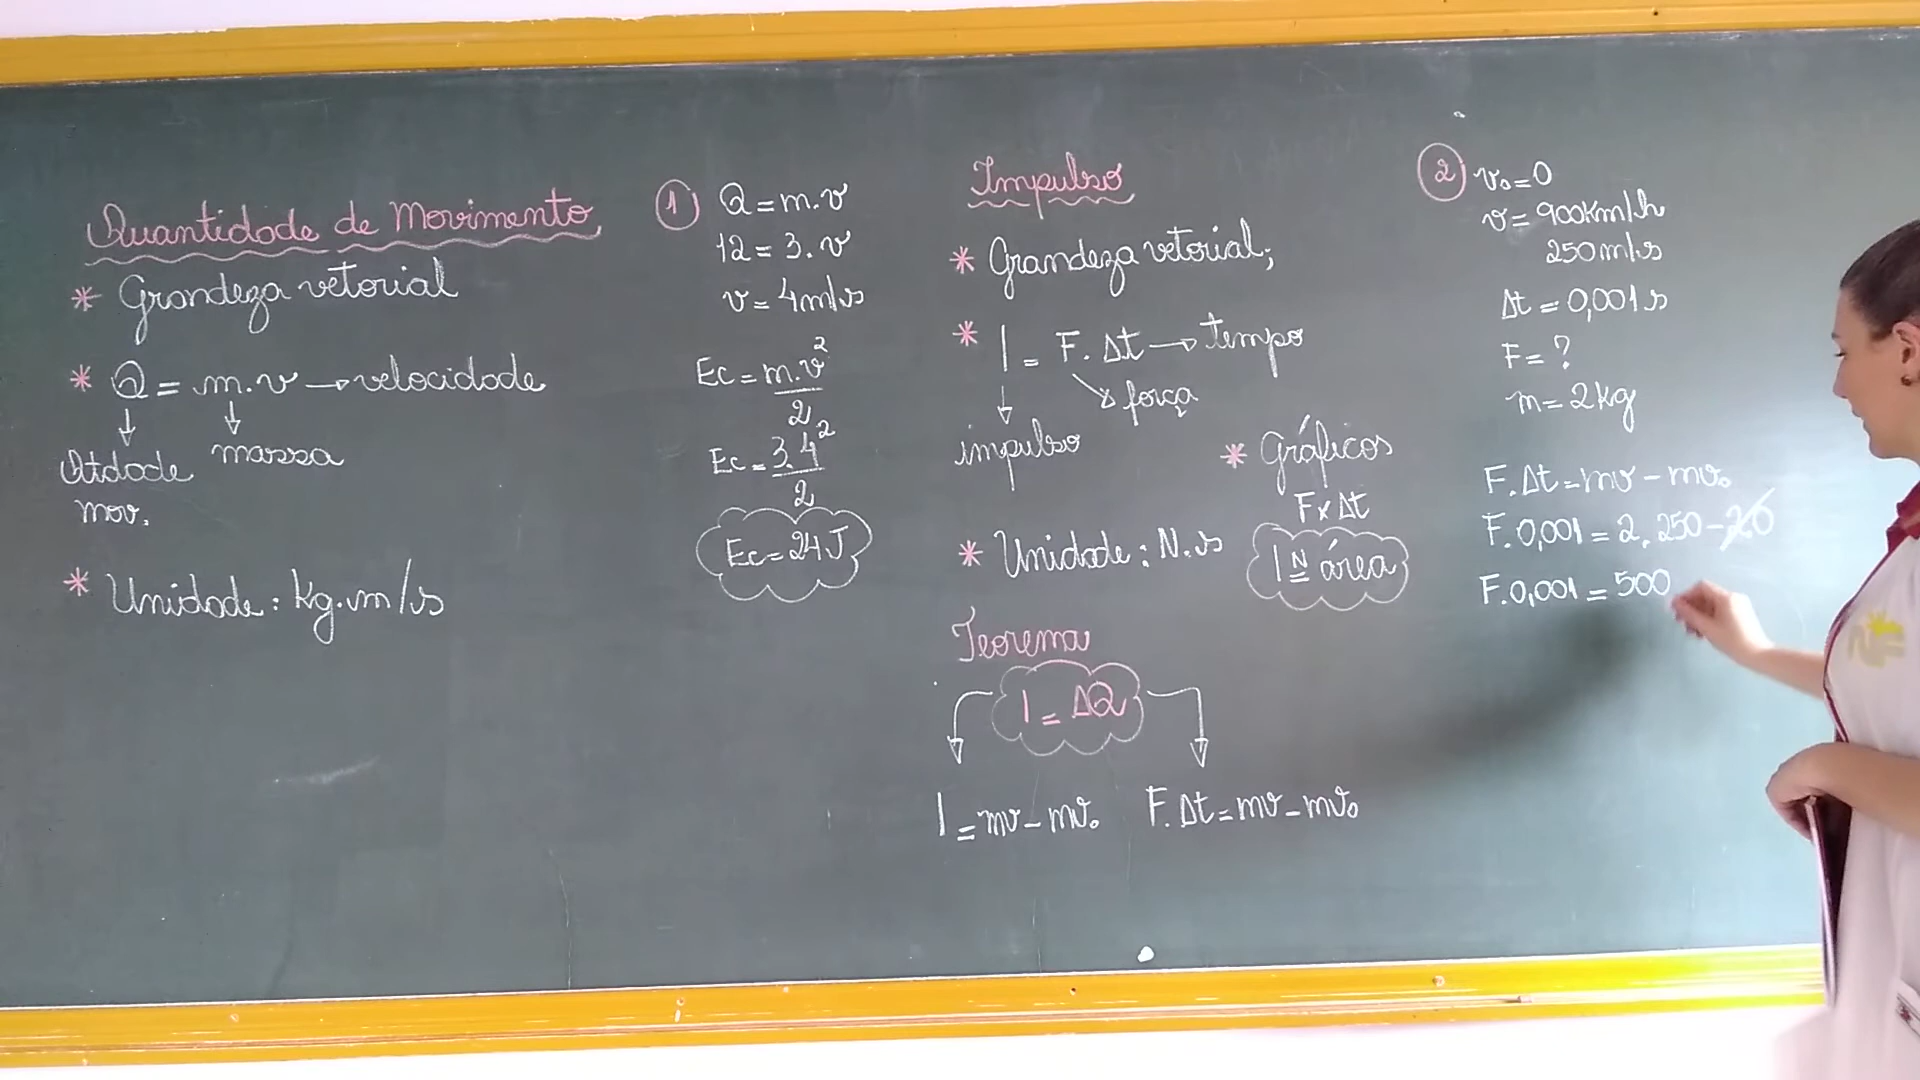 Quantidade de Movimento
* Grandeza vetorial
* Q = m.v → velocidade
massa
Qtdade
mov.
* Unidade: Kg.m/s
1
Q = m.v
12 = 3.v
v = 4m/s
Ec = m.v²
2
Ec = 3.4²
2
Ec = 24J
Impulso
* Grandeza vetorial;
* I = F.Δt → tempo
força
impulso
* Gráficos
F x Δt
I N= área
* Unidade: N.s
Teorema
I = ΔQ
I = mv - mv₀
F.Δt = mv - mv₀
2
v₀ = 0
v = 900Km/h
250m/s
Δt = 0,001s
F = ?
m = 2Kg
F.Δt = mv - mv₀
F.0,001 = 2.250 - 2.0
F.0,001 = 500